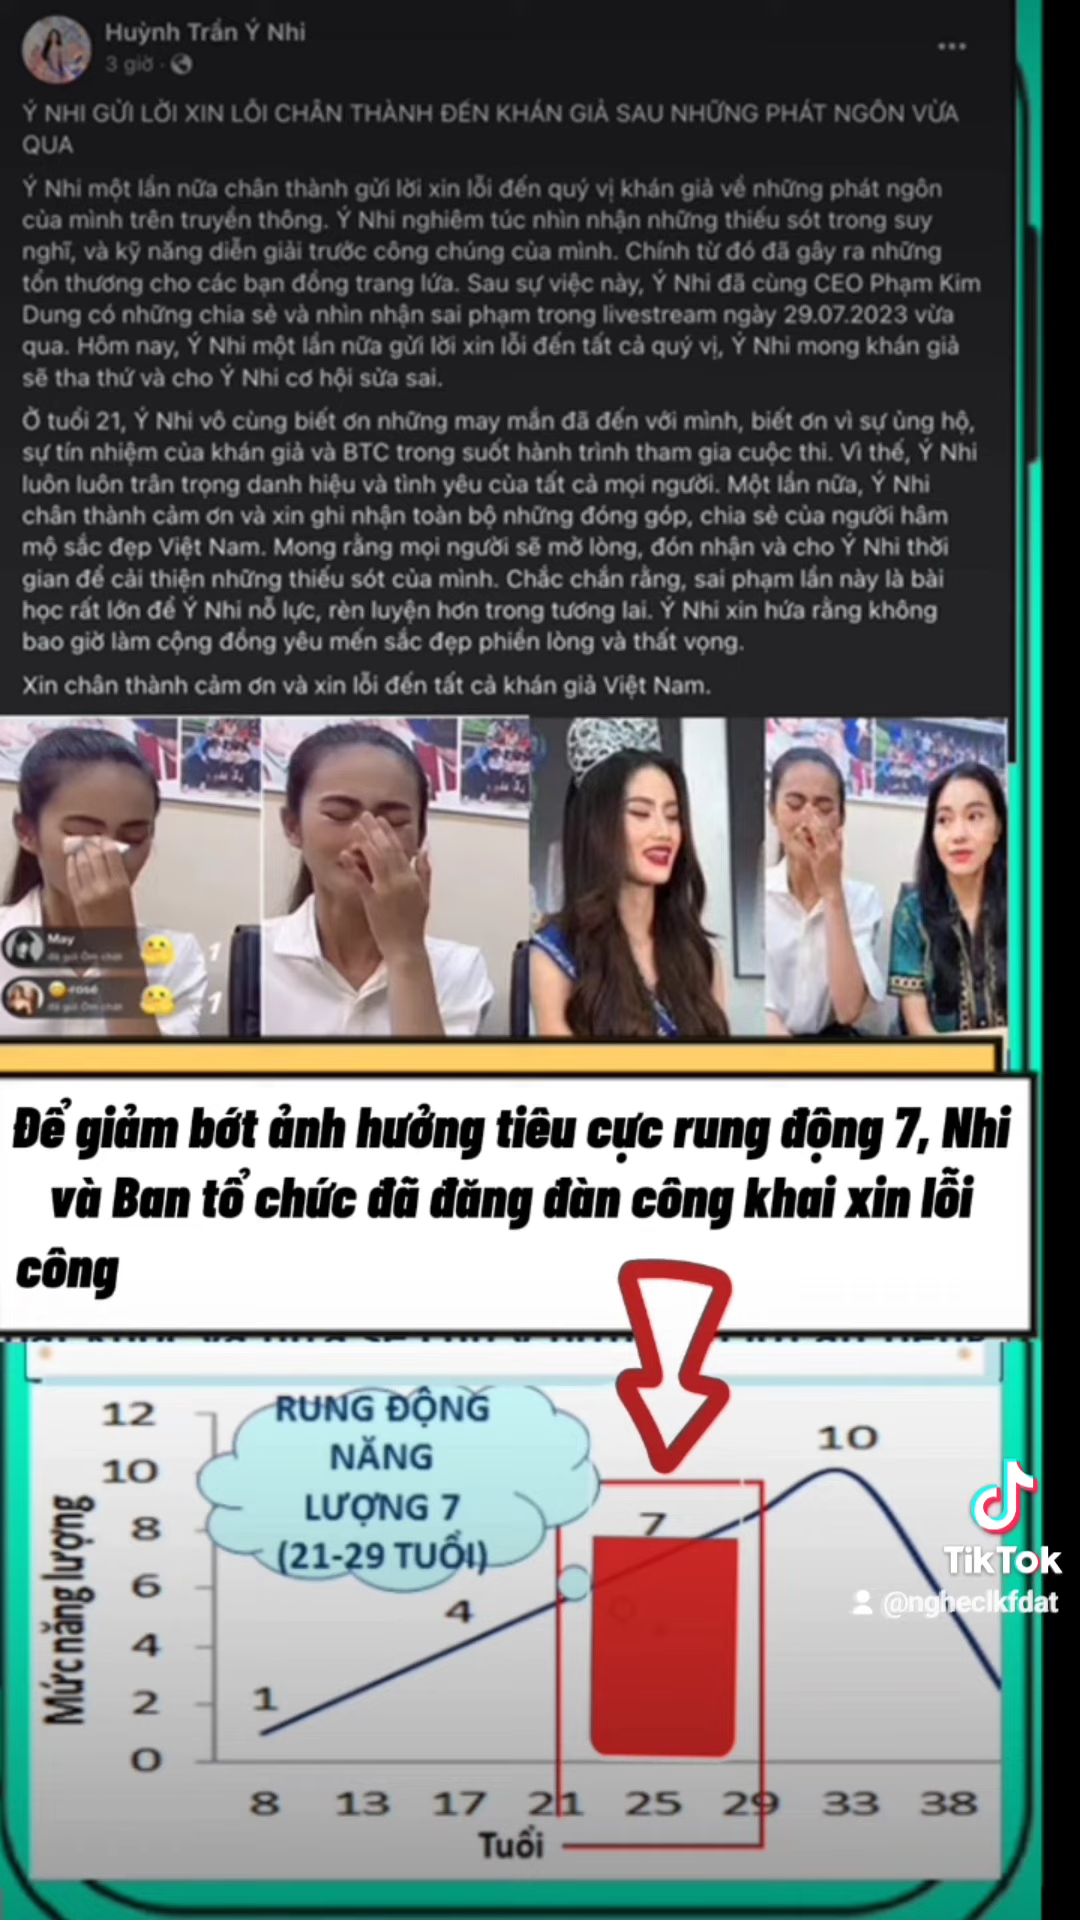 Huỳnh Trần Ý Nhi
3 giờ ·
Ý NHI GỬI LỜI XIN LỖI CHÂN THÀNH ĐẾN KHÁN GIẢ SAU NHỮNG PHÁT NGÔN VỪA
QUA
Ý Nhi một lần nữa chân thành gửi lời xin lỗi đến quý vị khán giả về những phát ngôn
của mình trên truyền thông. Ý Nhi nghiêm túc nhìn nhận những thiếu sót trong suy
nghĩ, và kỹ năng diễn giải trước công chúng của mình. Chính từ đó đã gây ra những
tổn thương cho các bạn đồng trang lứa. Sau sự việc này, Ý Nhi đã cùng CEO Phạm Kim
Dung có những chia sẻ và nhìn nhận sai phạm trong livestream ngày 29.07.2023 vừa
qua. Hôm nay, Ý Nhi một lần nữa gửi lời xin lỗi đến tất cả quý vị, Ý Nhi mong khán giả
sẽ tha thứ và cho Ý Nhi cơ hội sửa sai.
Ở tuổi 21, Ý Nhi vô cùng biết ơn những may mắn đã đến với mình, biết ơn vì sự ủng hộ,
sự tín nhiệm của khán giả và BTC trong suốt hành trình tham gia cuộc thi. Vì thế, Ý Nhi
luôn luôn trân trọng danh hiệu và tình yêu của tất cả mọi người. Một lần nữa, Ý Nhi
chân thành cảm ơn và xin ghi nhận toàn bộ những đóng góp, chia sẻ của người hâm
mộ sắc đẹp Việt Nam. Mong rằng mọi người sẽ mở lòng, đón nhận và cho Ý Nhi thời
gian để cải thiện những thiếu sót của mình. Chắc chắn rằng, sai phạm lần này là bài
học rất lớn để Ý Nhi nỗ lực, rèn luyện hơn trong tương lai. Ý Nhi xin hứa rằng không
bao giờ làm cộng đồng yêu mến sắc đẹp phiền lòng và thất vọng.
Xin chân thành cảm ơn và xin lỗi đến tất cả khán giả Việt Nam.
May
1
rosé
x1
Để giảm bớt ảnh hưởng tiêu cực rung động 7, Nhi
và Ban tổ chức đã đăng đàn công khai xin lỗi
công
RUNG ĐỘNG
NĂNG
LƯỢNG 7
(21-29 TUỔI)
Mức năng lượng
12
10
8
6
4
2
0
1
4
7
10
8 13 17 21 25 29 33 38
Tuổi
TikTok
@ngheclkfdat